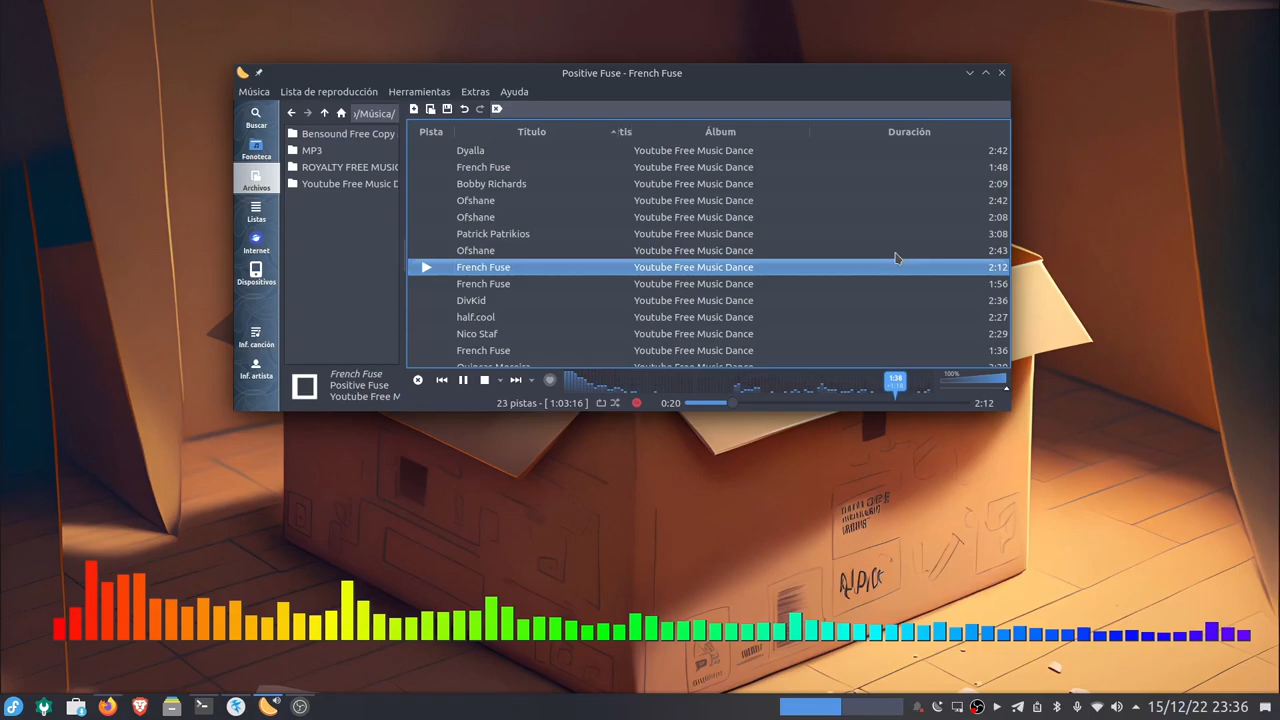 Positive Fuse - French Fuse
Música Lista de reproducción Herramientas Extras Ayuda
Buscar
Fonoteca
Archivos
Listas
Internet
Dispositivos
Inf. canción
Inf. artista
ı/Música/
Bensound Free Copy
MP3
ROYALTY FREE MUSIC
Youtube Free Music D
Pista Título rtis Álbum Duración
Dyalla Youtube Free Music Dance 2:42
French Fuse Youtube Free Music Dance 1:48
Bobby Richards Youtube Free Music Dance 2:09
Ofshane Youtube Free Music Dance 2:42
Ofshane Youtube Free Music Dance 2:08
Patrick Patrikios Youtube Free Music Dance 3:08
Ofshane Youtube Free Music Dance 2:43
French Fuse Youtube Free Music Dance 2:12
French Fuse Youtube Free Music Dance 1:56
DivKid Youtube Free Music Dance 2:36
half.cool Youtube Free Music Dance 2:27
Nico Staf Youtube Free Music Dance 2:29
French Fuse Youtube Free Music Dance 1:36
French Fuse
Positive Fuse
Youtube Free M
1:38
+1:18
100%
23 pistas - [ 1:03:16 ] 0:20 2:12
15/12/22 23:36